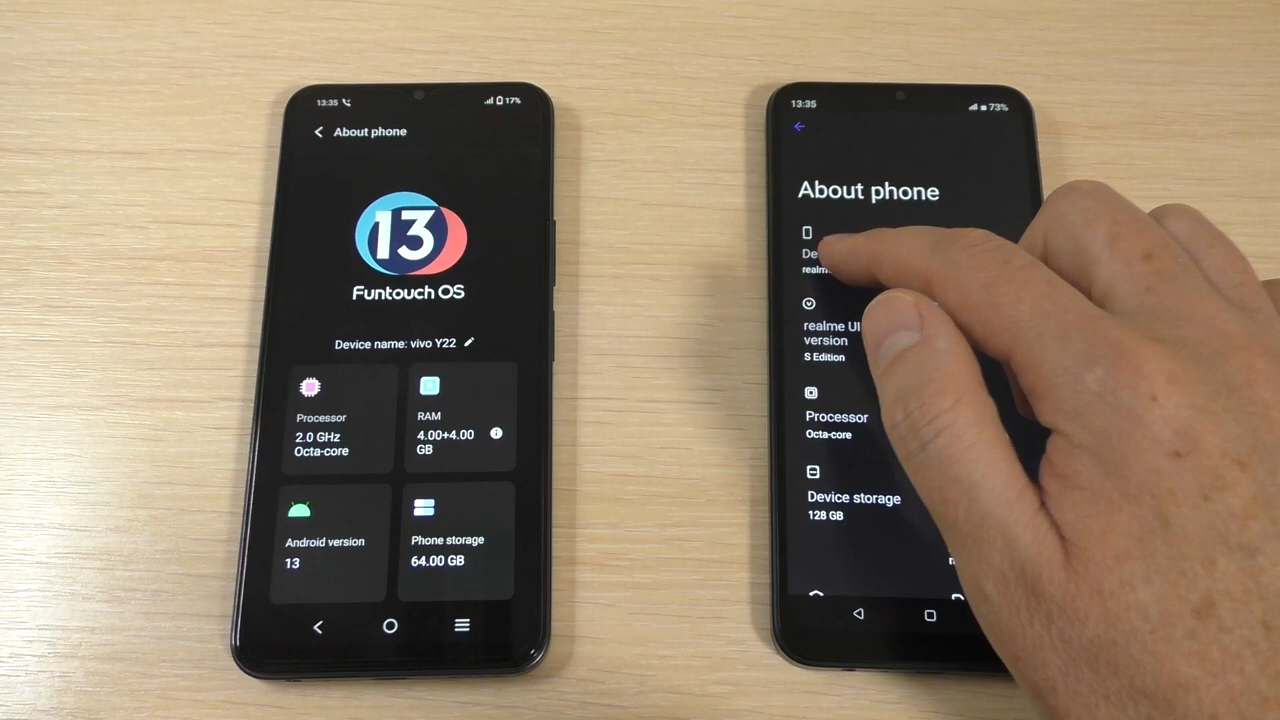 13:35
17%
About phone
13
Funtouch OS
Device name: vivo Y22
Processor
2.0 GHz
Octa-core
RAM
4.00+4.00
GB
Android version
13
Phone storage
64.00 GB
13:35
73%
About phone
realme UI
version
S Edition
Processor
Octa-core
Device storage
128 GB